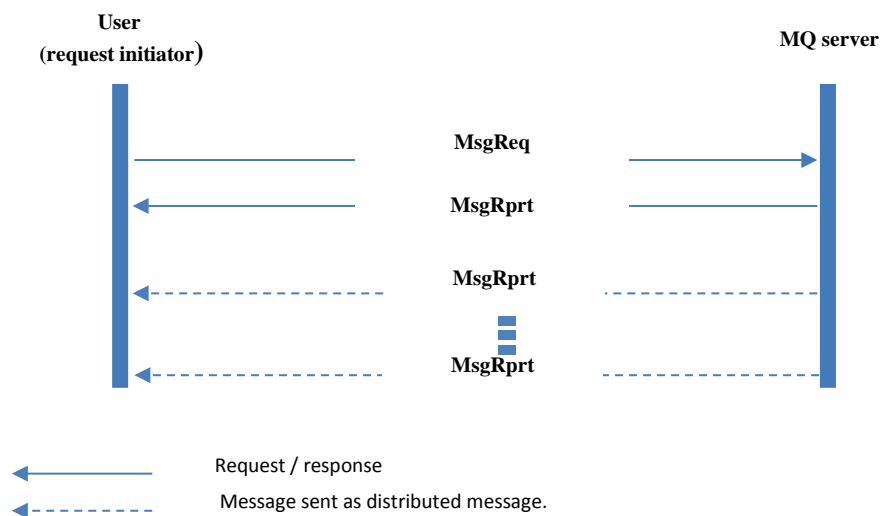 User
(request initiator)
MQ server
MsgReq
MsgRprt
MsgRprt
MsgRprt
Request / response
Message sent as distributed message.